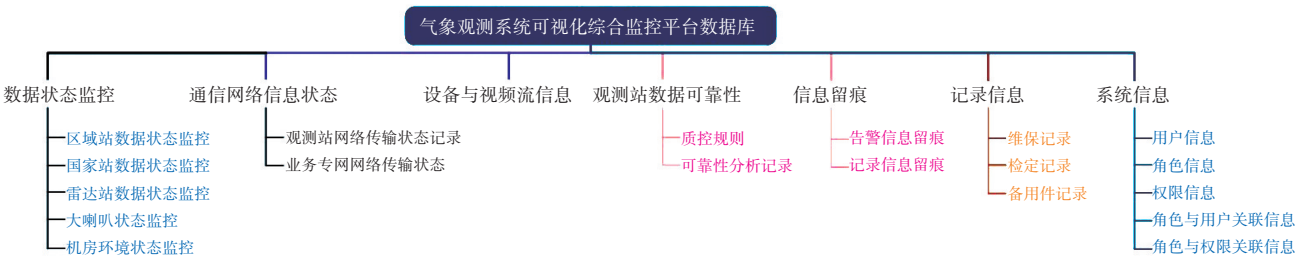 气象观测系统可视化综合监控平台数据库
数据状态监控
区域站数据状态监控
国家站数据状态监控
雷达站数据状态监控
大喇叭状态监控
机房环境状态监控
通信网络信息状态
观测站网络传输状态记录
业务专网网络传输状态
设备与视频流信息
观测站数据可靠性
质控规则
可靠性分析记录
信息留痕
告警信息留痕
记录信息留痕
记录信息
维保记录
检定记录
备用件记录
系统信息
用户信息
角色信息
权限信息
角色与用户关联信息
角色与权限关联信息